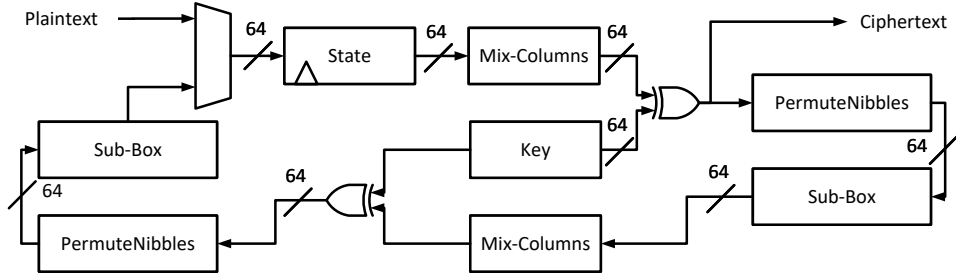 Plaintext
64
State
64
Mix-Columns
64
Ciphertext
PermuteNibbles
64
Sub-Box
64
Key
64
64
64
Sub-Box
PermuteNibbles
Mix-Columns